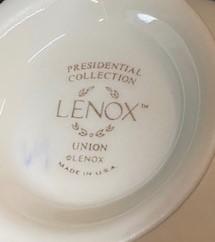 PRESIDENTIAL
COLLECTION
LENOX™
UNION
©LENOX
MADE IN U.S.A.